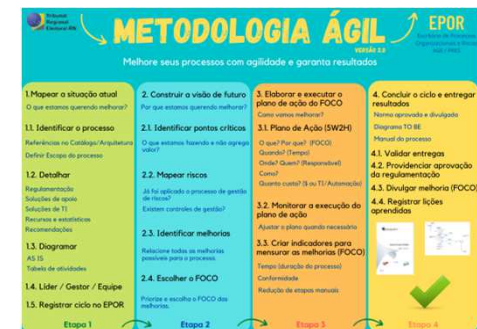 Tribunal
Regional
Eleitoral-RN
METODOLOGIA ÁGIL
VERSÃO 2.0
EPOR
Melhore seus processos com agilidade e garanta resultados
1.Mapear a situação atual
O que estamos querendo melhorar?
1.1. Identificar o processo
Referências no Catálogo/Arquitetura
Definir Escopo do processo
1.2. Detalhar
Regulamentação
Soluções de apoio
Soluções de TI
Recursos e estatísticas
Recomendações
1.3. Diagramar
AS IS
Tabela de atividades
1.4. Líder / Gestor / Equipe
1.5. Registrar ciclo no EPOR
Etapa 1
2. Construir a visão de futuro
Por que estamos querendo melhorar?
2.1. Identificar pontos críticos
O que estamos fazendo e não agrega
valor?
2.2. Mapear riscos
Já foi aplicado o processo de gestão
de riscos?
Existem controles de gestão?
2.3. Identificar melhorias
Relacione todas as melhorias
possíveis para o processo.
2.4. Escolher o FOCO
Priorize e escolha o FOCO das
melhorias.
Etapa 2
3. Elaborar e executar o
plano de ação do FOCO
Como vamos melhorar?
3.1. Plano de Ação (5W2H)
O que? Por que? (FOCO)
Quando? (Tempo)
Onde? Quem? (Responsável)
Como?
Quanto custa? ($ ou TI/Automação)
3.2. Monitorar a execução do
plano de ação
Ajustar o plano quando necessário
3.3. Criar indicadores para
mensurar as melhorias (FOCO)
Tempo (duração do processo)
Conformidade
Redução de etapas manuais
Etapa 3
4. Concluir o ciclo e entregar
resultados
Norma aprovada e divulgada
Diagrama TO BE
Manual do processo
4.1. Validar entregas
4.2. Providenciar aprovação
da regulamentação
4.3. Divulgar melhoria (FOCO)
4.4. Registrar lições
aprendidas
Etapa 4